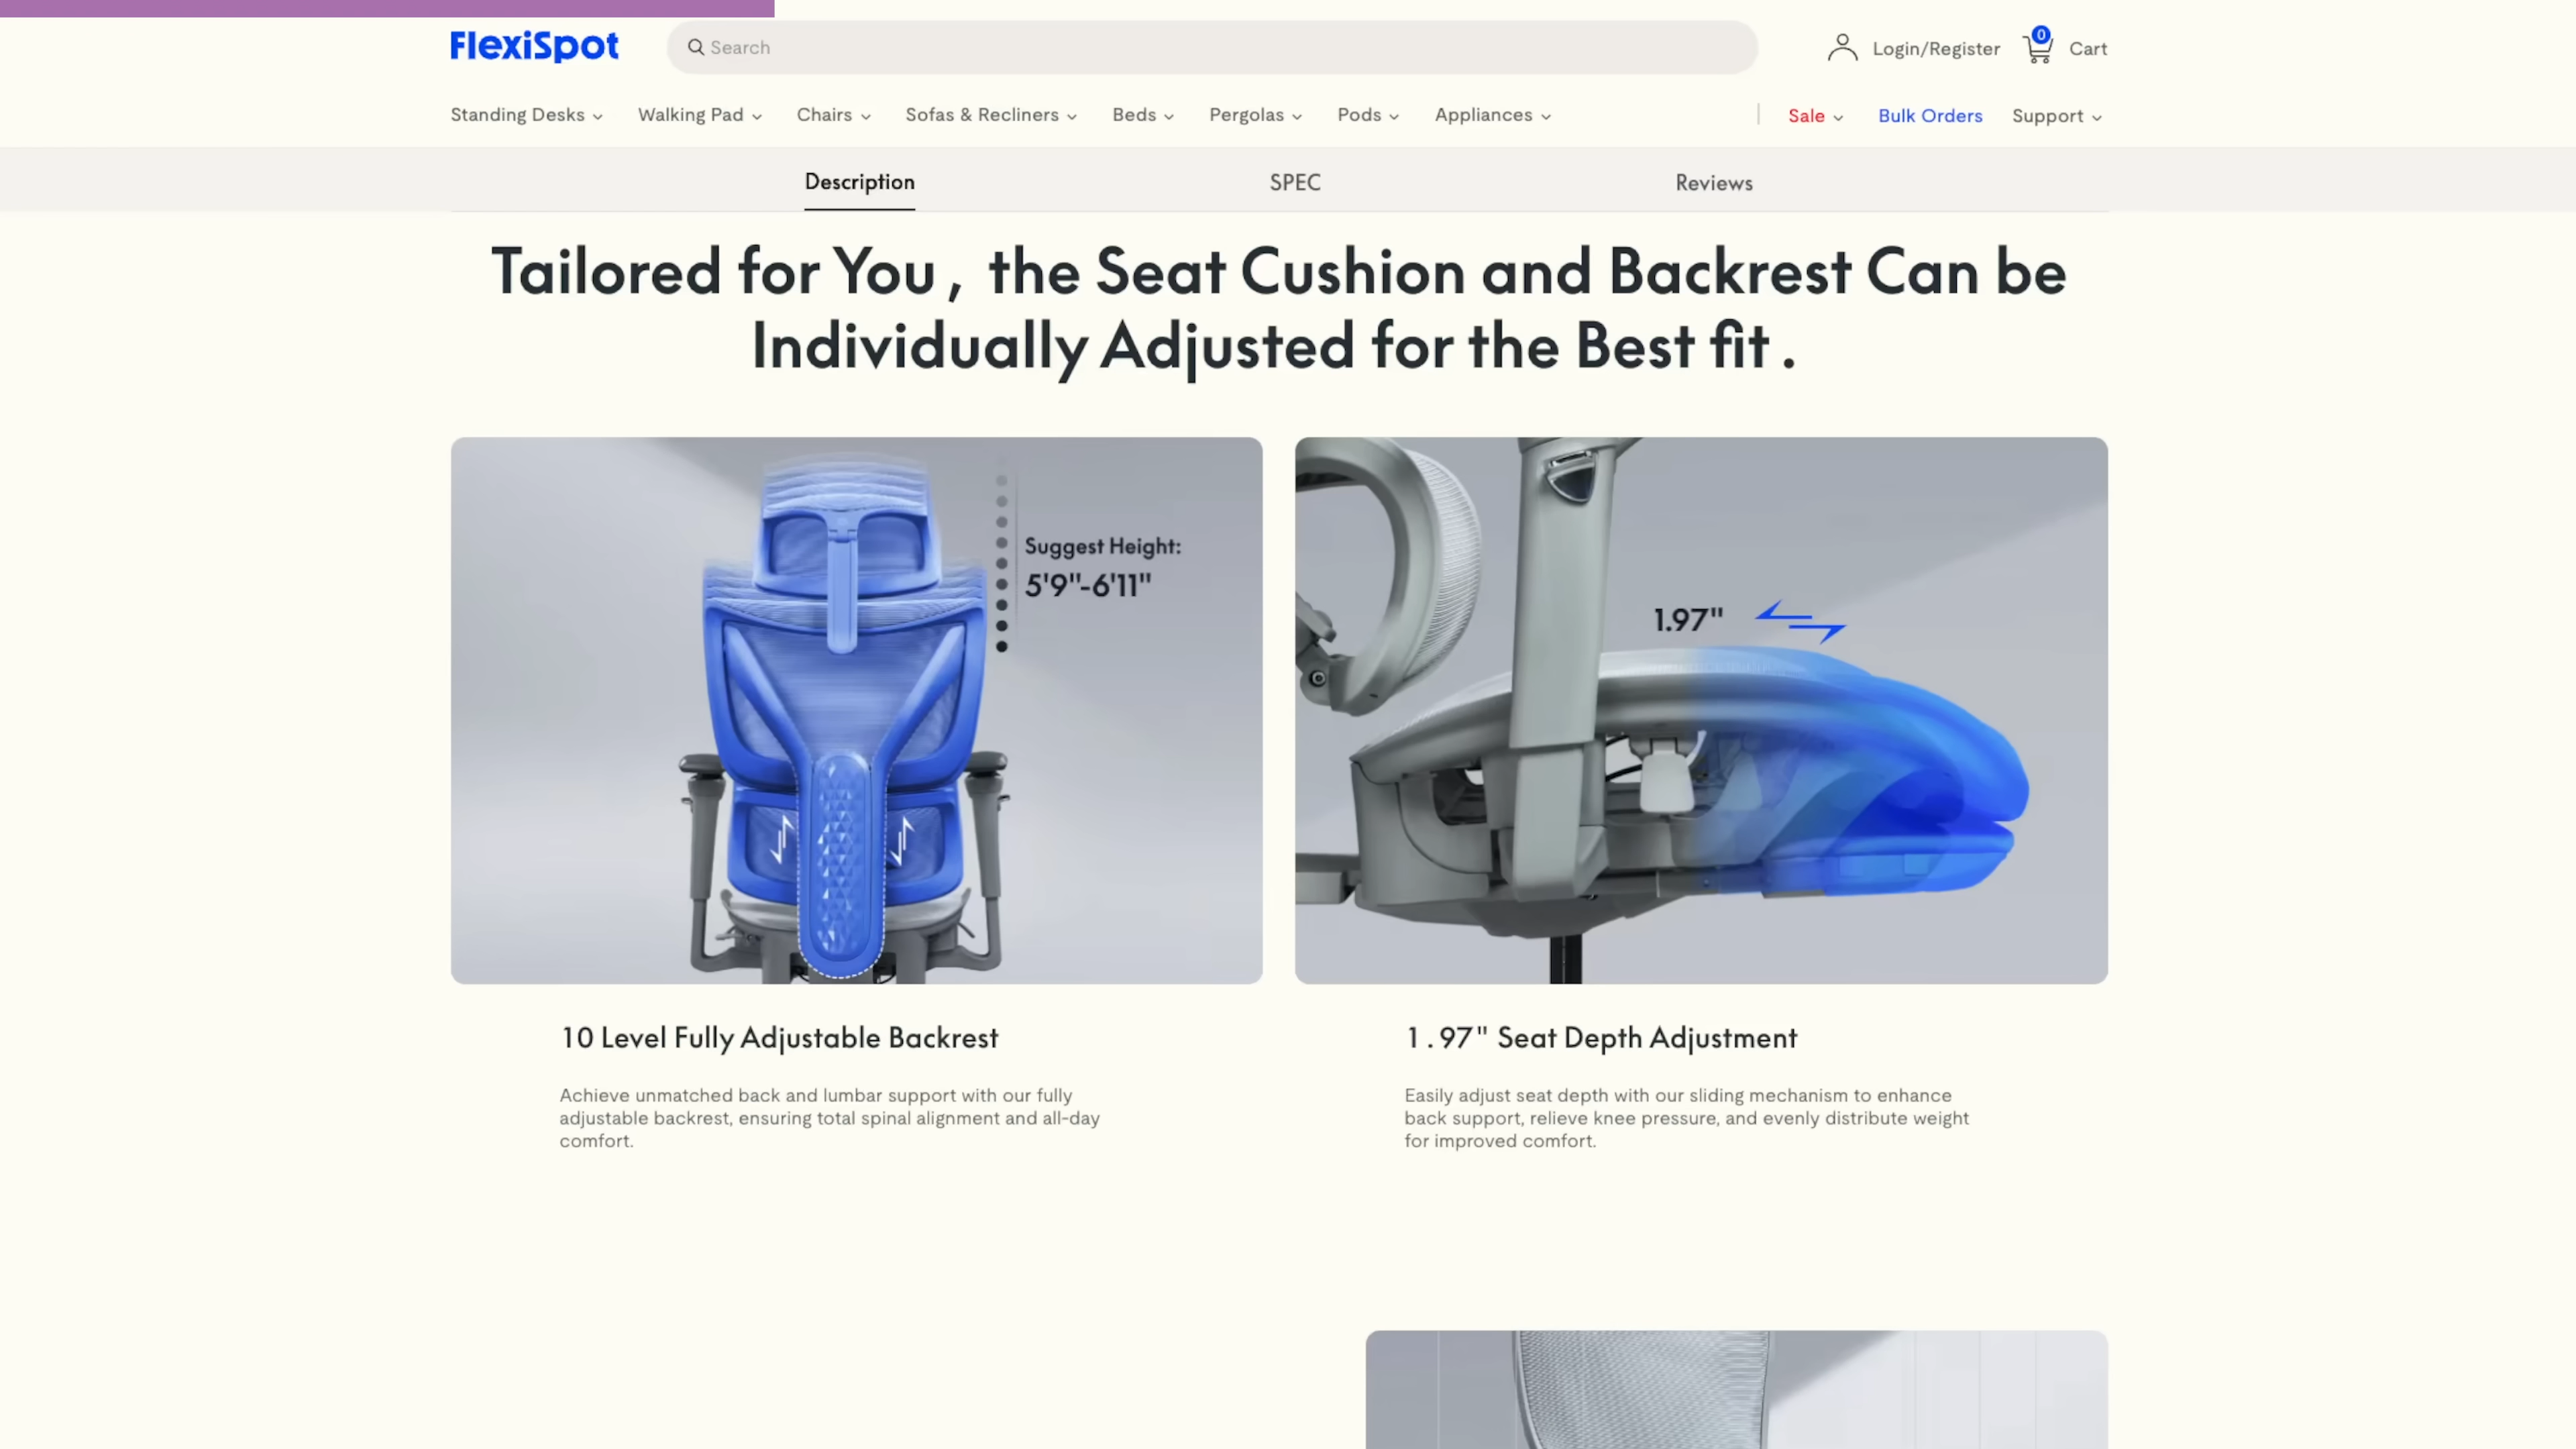 FlexiSpot
Search
Login/Register
0
Cart
Standing Desks
Walking Pad
Chairs
Sofas & Recliners
Beds
Pergolas
Pods
Appliances
Sale
Bulk Orders
Support
Description
SPEC
Reviews
Tailored for You, the Seat Cushion and Backrest Can be
Individually Adjusted for the Best fit.
Suggest Height:
5'9"-6'11"
1.97"
10 Level Fully Adjustable Backrest
Achieve unmatched back and lumbar support with our fully
adjustable backrest, ensuring total spinal alignment and all-day
comfort.
1.97" Seat Depth Adjustment
Easily adjust seat depth with our sliding mechanism to enhance
back support, relieve knee pressure, and evenly distribute weight
for improved comfort.